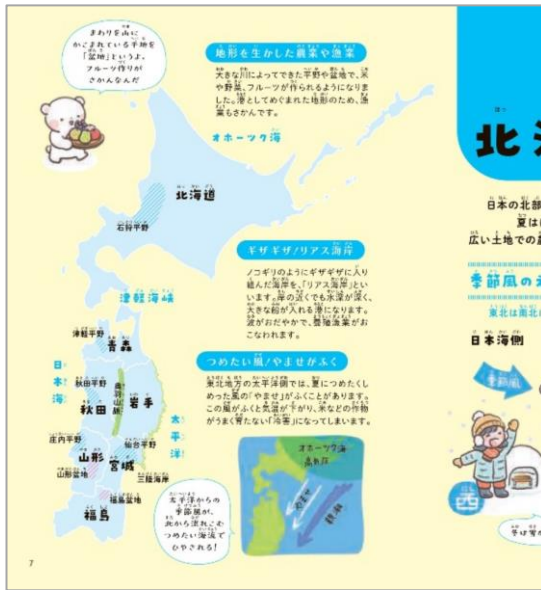 まわりを山に
かこまれている平地を
「盆地」というよ。
フルーツ作りが
さかんなんだ
地形を生かした農業や漁業
大きな川によってできた平野や盆地で、米
や野菜、フルーツが作られるようになりま
した。港としてめぐまれた地形のため、漁
業もさかんです。
オホーツク海
北海道
石狩平野
ギザギザ!リアス海岸
ノコギリのようにギザギザに入り
組んだ海岸を、「リアス海岸」とい
います。岸の近くでも水深が深く、
大きな船が入れる港になります。
波がおだやかで、養殖漁業がお
こなわれます。
津軽海峡
津軽平野
青森
日本海
秋田平野
奥羽山脈
秋田
岩手
太平洋
庄内平野
仙台平野
山形
宮城
山形盆地
三陸海岸
福島盆地
福島
つめたい風!やませがふく
東北地方の太平洋側では、夏につめたくし
めった風の「やませ」がふくことがあります。
この風がふくと気温が下がり、米などの作物
がうまく育たない「冷害」になってしまいます。
太平洋からの
季節風が、
北から流れこむ
つめたい海流で
ひやされる!
オホーツク海
高気圧
やませ
親潮
7
北
日本の北部
夏は
広い土地での
季節風の
東北は南北に
日本海側
季節風
西
冬は雪が